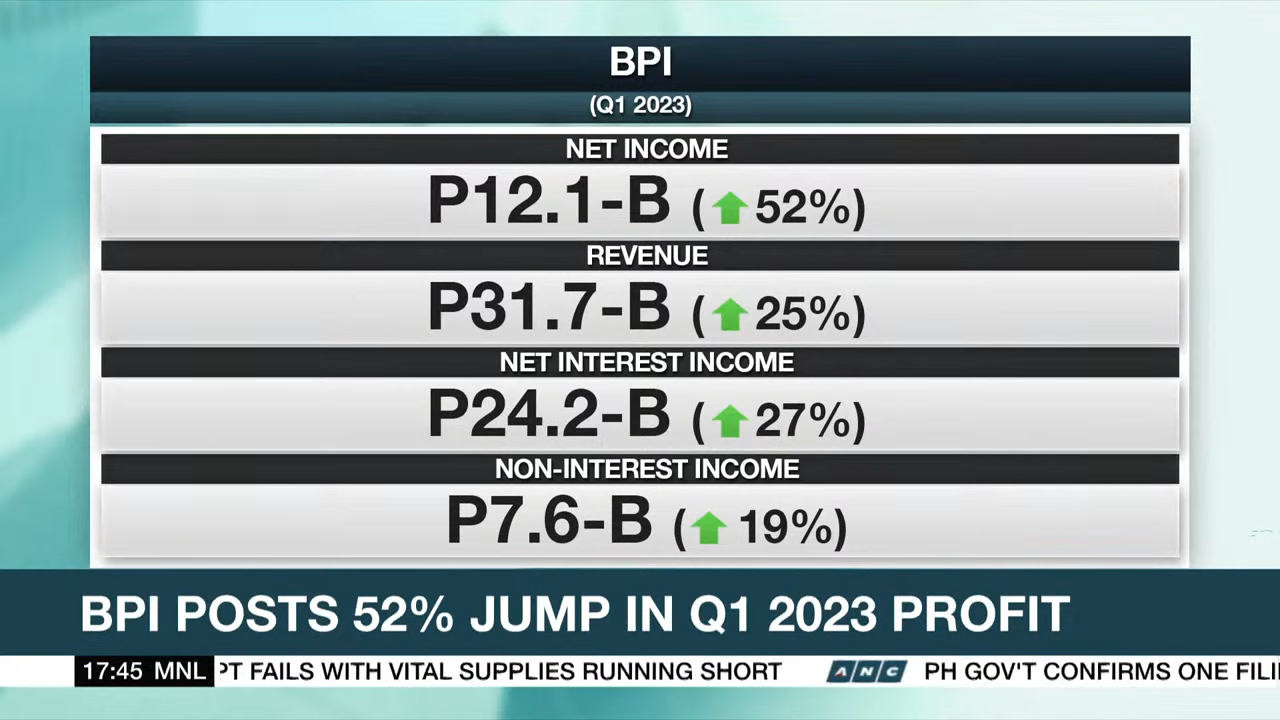 BPI
(Q1 2023)
NET INCOME
P12.1-B (⬆52%)
REVENUE
P31.7-B (⬆25%)
NET INTEREST INCOME
P24.2-B (⬆27%)
NON-INTEREST INCOME
P7.6-B (⬆19%)
BPI POSTS 52% JUMP IN Q1 2023 PROFIT
17:45 MNL PT FAILS WITH VITAL SUPPLIES RUNNING SHORT ANC PH GOV'T CONFIRMS ONE FILI